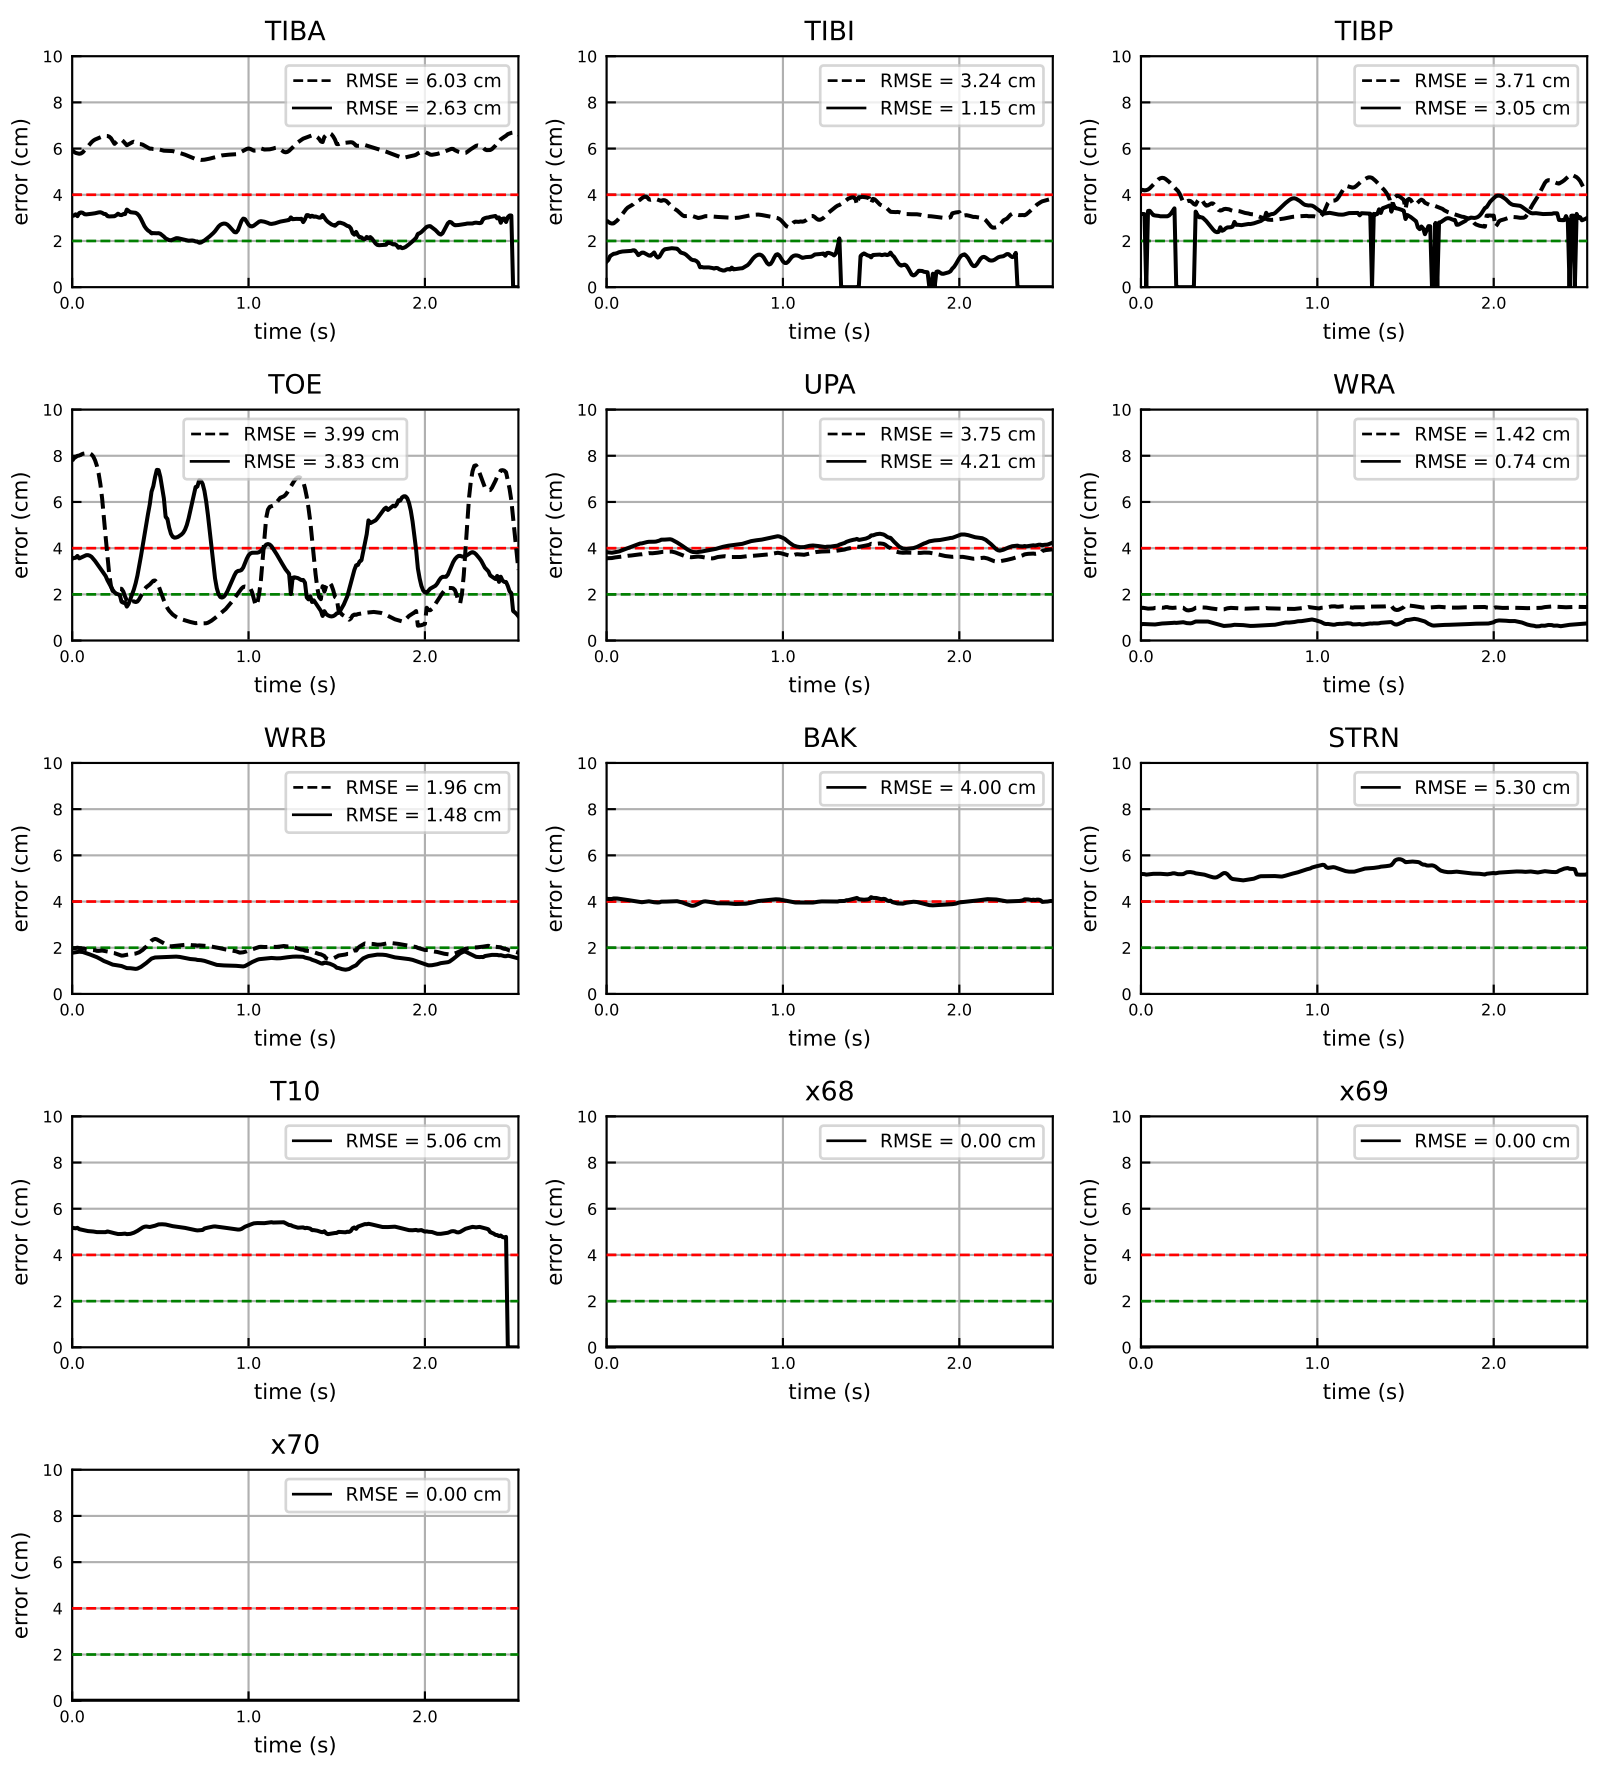 TIBA
10
8
6
4
2
0
error (cm)
RMSE = 6.03 cm
RMSE = 2.63 cm
0.0 1.0 2.0
time (s)
TIBI
10
8
6
4
2
0
error (cm)
RMSE = 3.24 cm
RMSE = 1.15 cm
0.0 1.0 2.0
time (s)
TIBP
10
8
6
4
2
0
error (cm)
RMSE = 3.71 cm
RMSE = 3.05 cm
0.0 1.0 2.0
time (s)
TOE
10
8
6
4
2
0
error (cm)
RMSE = 3.99 cm
RMSE = 3.83 cm
0.0 1.0 2.0
time (s)
UPA
10
8
6
4
2
0
error (cm)
RMSE = 3.75 cm
RMSE = 4.21 cm
0.0 1.0 2.0
time (s)
WRA
10
8
6
4
2
0
error (cm)
RMSE = 1.42 cm
RMSE = 0.74 cm
0.0 1.0 2.0
time (s)
WRB
10
8
6
4
2
0
error (cm)
RMSE = 1.96 cm
RMSE = 1.48 cm
0.0 1.0 2.0
time (s)
BAK
10
8
6
4
2
0
error (cm)
RMSE = 4.00 cm
0.0 1.0 2.0
time (s)
STRN
10
8
6
4
2
0
error (cm)
RMSE = 5.30 cm
0.0 1.0 2.0
time (s)
T10
10
8
6
4
2
0
error (cm)
RMSE = 5.06 cm
0.0 1.0 2.0
time (s)
x68
10
8
6
4
2
0
error (cm)
RMSE = 0.00 cm
0.0 1.0 2.0
time (s)
x69
10
8
6
4
2
0
error (cm)
RMSE = 0.00 cm
0.0 1.0 2.0
time (s)
x70
10
8
6
4
2
0
error (cm)
RMSE = 0.00 cm
0.0 1.0 2.0
time (s)